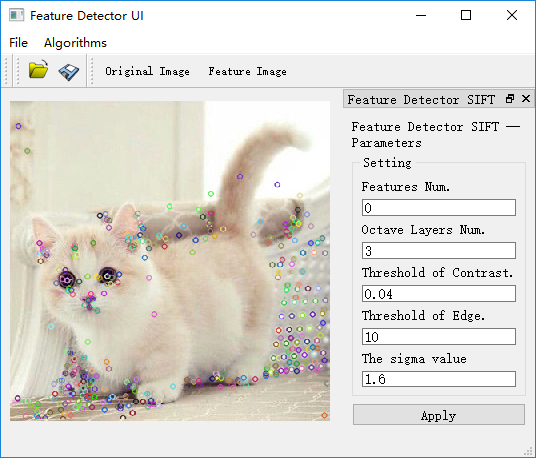 Feature Detector UI
File Algorithms
Original Image Feature Image
Feature Detector SIFT
Feature Detector SIFT —
Parameters
Setting
Features Num.
0
Octave Layers Num.
3
Threshold of Contrast.
0.04
Threshold of Edge.
10
The sigma value
1.6
Apply